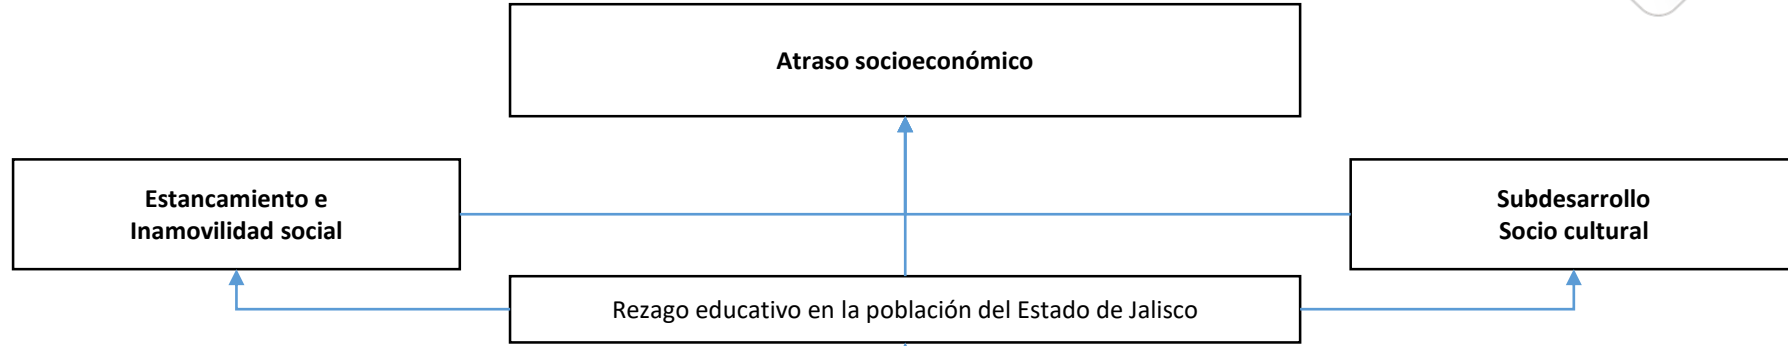 Atraso socioeconómico
Estancamiento e
Inamovilidad social
Subdesarrollo
Socio cultural
Rezago educativo en la población del Estado de Jalisco